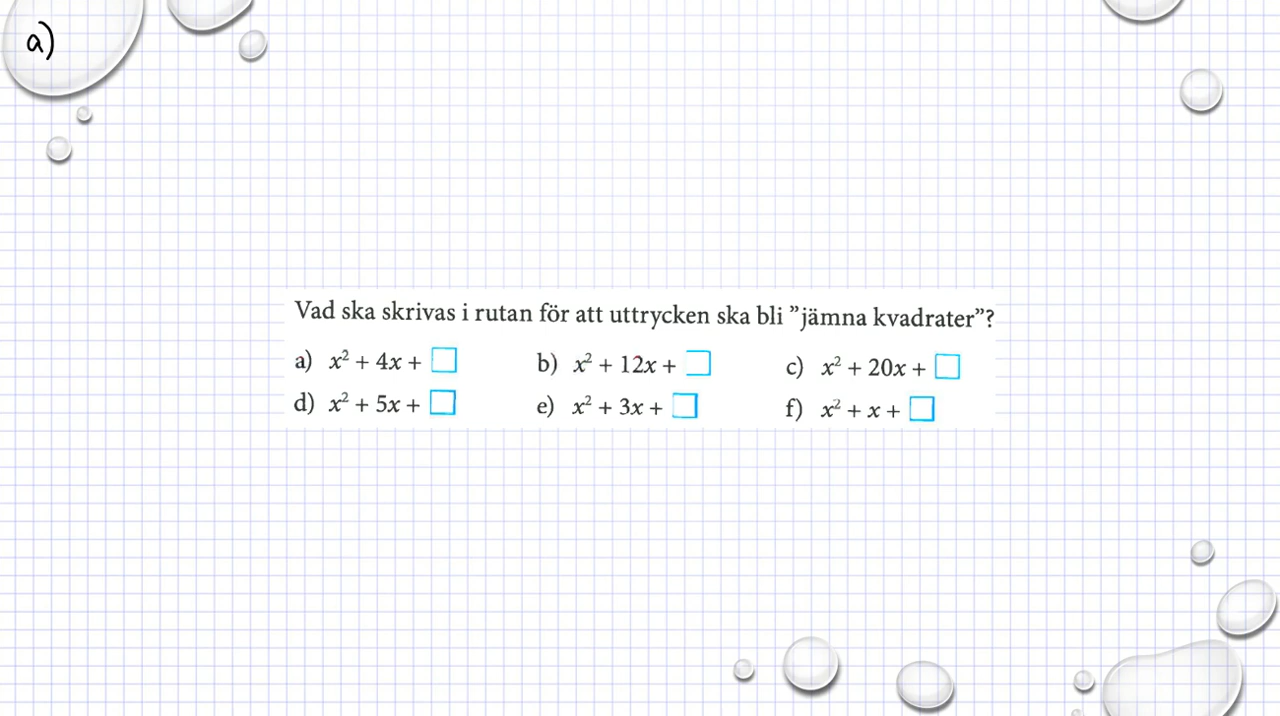 a)
Vad ska skrivas i rutan för att uttrycken ska bli ”jämna kvadrater”?
a) x² + 4x + □ b) x² + 12x + □ c) x² + 20x + □
d) x² + 5x + □ e) x² + 3x + □ f) x² + x + □